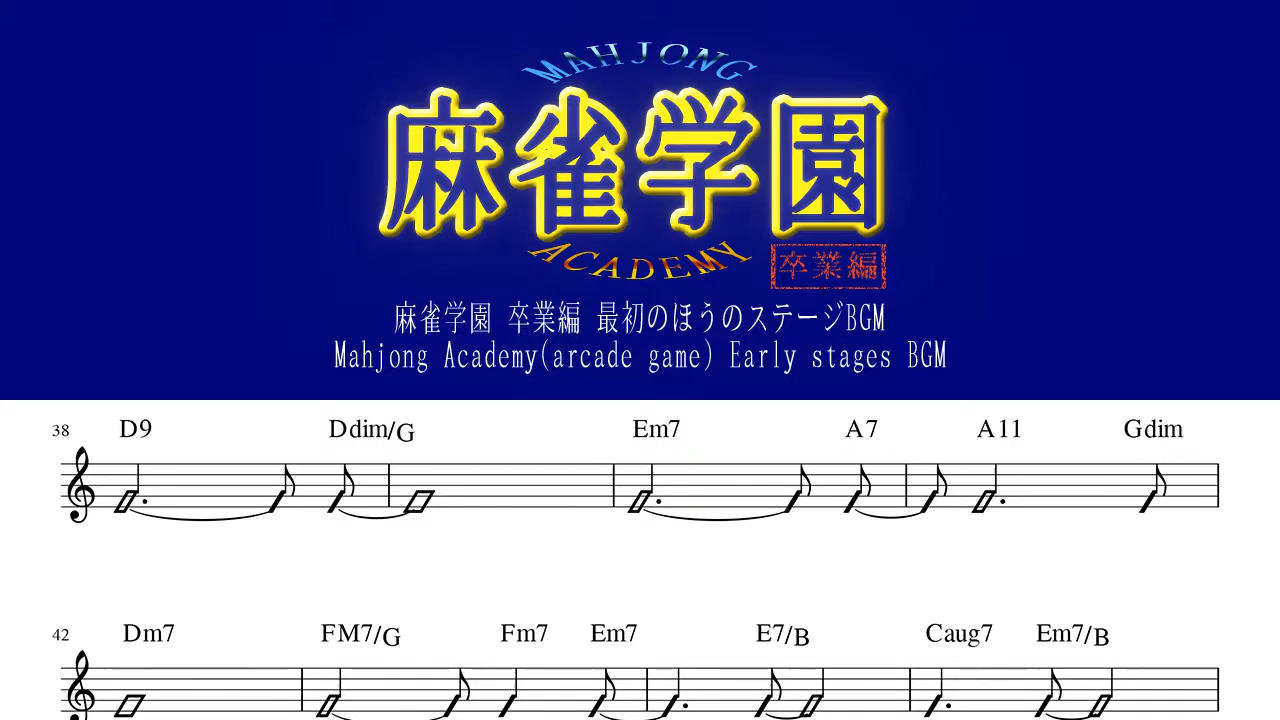 MAHJONG
麻雀学園
ACADEMY
卒業編
麻雀学園 卒業編 最初のほうのステージBGM
Mahjong Academy(arcade game) Early stages BGM
38 D9 Ddim/G Em7 A7 A11 Gdim
42 Dm7 FM7/G Fm7 Em7 E7/B Caug7 Em7/B